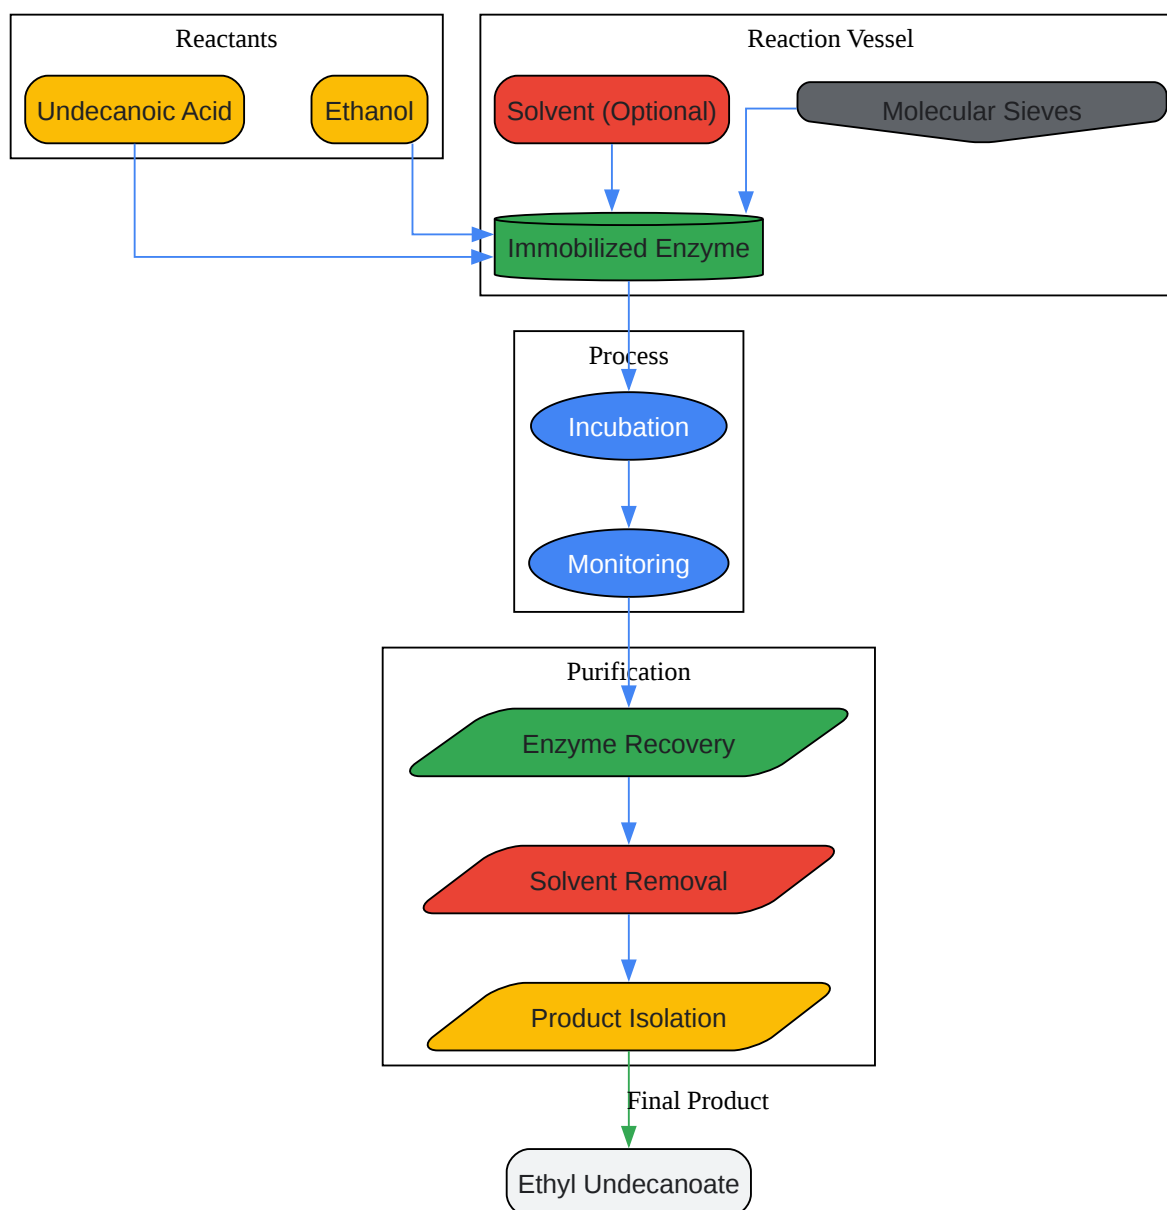 Reactants
Undecanoic Acid
Ethanol
Reaction Vessel
Solvent (Optional)
Molecular Sieves
Immobilized Enzyme
Process
Incubation
Monitoring
Purification
Enzyme Recovery
Solvent Removal
Product Isolation
Final Product
Ethyl Undecanoate